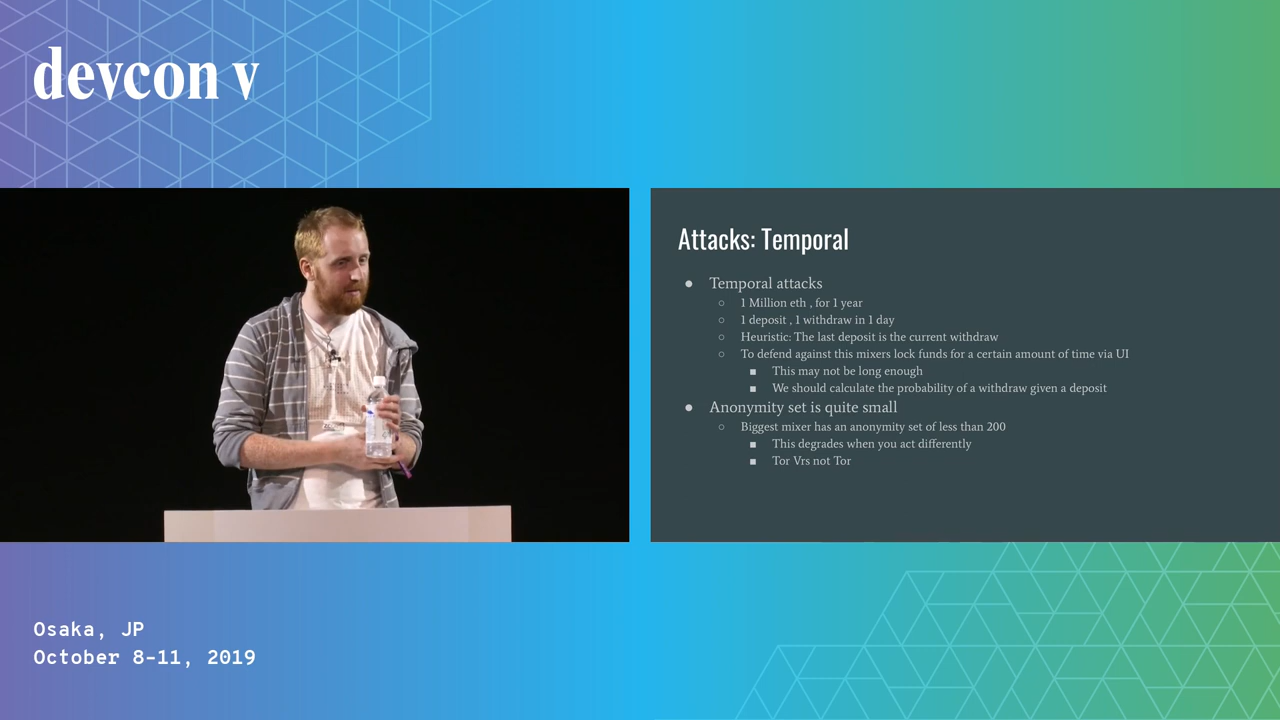 devcon v
Attacks: Temporal
● Temporal attacks
○ 1 Million eth , for 1 year
○ 1 deposit , 1 withdraw in 1 day
○ Heuristic: The last deposit is the current withdraw
○ To defend against this mixers lock funds for a certain amount of time via UI
■ This may not be long enough
■ We should calculate the probability of a withdraw given a deposit
● Anonymity set is quite small
○ Biggest mixer has an anonymity set of less than 200
■ This degrades when you act differently
■ Tor Vrs not Tor
Osaka, JP
October 8-11, 2019